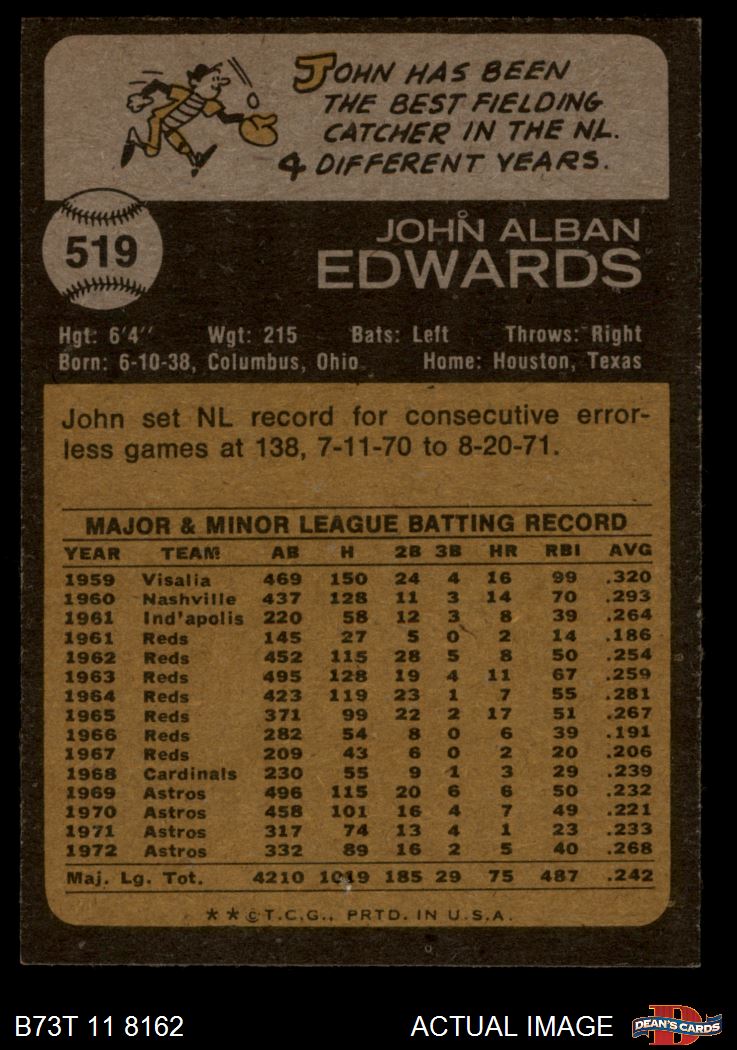 JOHN HAS BEEN
THE BEST FIELDING
CATCHER IN THE NL.
4 DIFFERENT YEARS.
519
JOHN ALBAN
EDWARDS
Hgt: 6'4" Wgt: 215 Bats: Left Throws: Right
Born: 6-10-38, Columbus, Ohio Home: Houston, Texas
John set NL record for consecutive error-
less games at 138, 7-11-70 to 8-20-71.
MAJOR & MINOR LEAGUE BATTING RECORD
YEAR TEAM AB H 2B 3B HR RBI AVG
1959 Visalia 469 150 24 4 16 99 .320
1960 Nashville 437 128 11 3 14 70 .293
1961 Ind'apolis 220 58 12 3 8 39 .264
1961 Reds 145 27 5 0 2 14 .186
1962 Reds 452 115 28 5 8 50 .254
1963 Reds 495 128 19 4 11 67 .259
1964 Reds 423 119 23 1 7 55 .281
1965 Reds 371 99 22 2 17 51 .267
1966 Reds 282 54 8 0 6 39 .191
1967 Reds 209 43 6 0 2 20 .206
1968 Cardinals 230 55 9 1 3 29 .239
1969 Astros 496 115 20 6 6 50 .232
1970 Astros 458 101 16 4 7 49 .221
1971 Astros 317 74 13 4 1 23 .233
1972 Astros 332 89 16 2 5 40 .268
Maj. Lg. Tot. 4210 1019 185 29 75 487 .242
* * © T.C.G., PRTD. IN U.S.A.
B73T 11 8162 ACTUAL IMAGE D DEAN'S CARDS